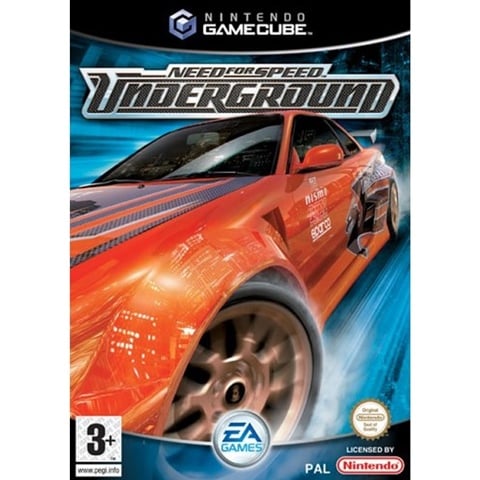 NINTENDO
GAMECUBE™
NEED FOR SPEED
UNDERGROUND
nismo
sparco
3+
www.pegi.info
EA
GAMES
Original
Nintendo
Seal of
Quality
PAL
LICENSED BY
Nintendo